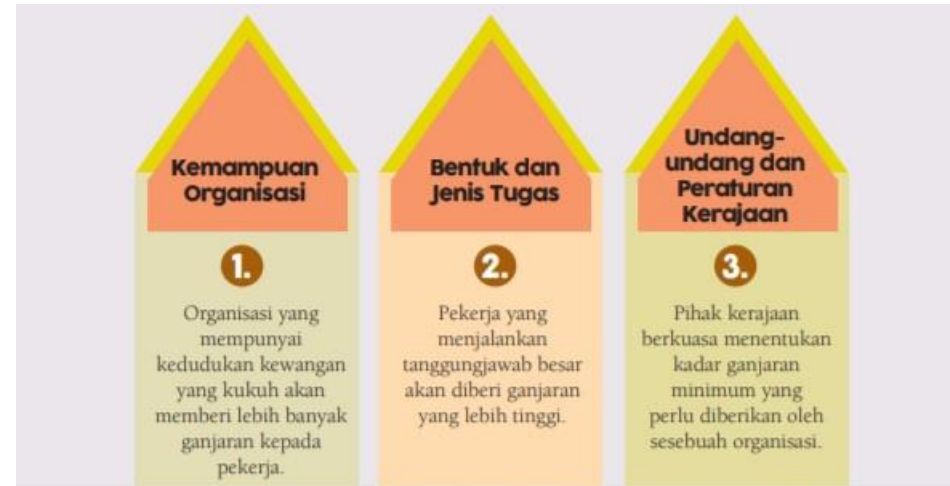 Kemampuan
Organisasi
1.
Organisasi yang
mempunyai
kedudukan kewangan
yang kukuh akan
memberi lebih banyak
ganjaran kepada
pekerja.
Bentuk dan
Jenis Tugas
2.
Pekerja yang
menjalankan
tanggungjawab besar
akan diberi ganjaran
yang lebih tinggi.
Undang-
undang dan
Peraturan
Kerajaan
3.
Pihak kerajaan
berkuasa menentukan
kadar ganjaran
minimum yang
perlu diberikan oleh
sesebuah organisasi.